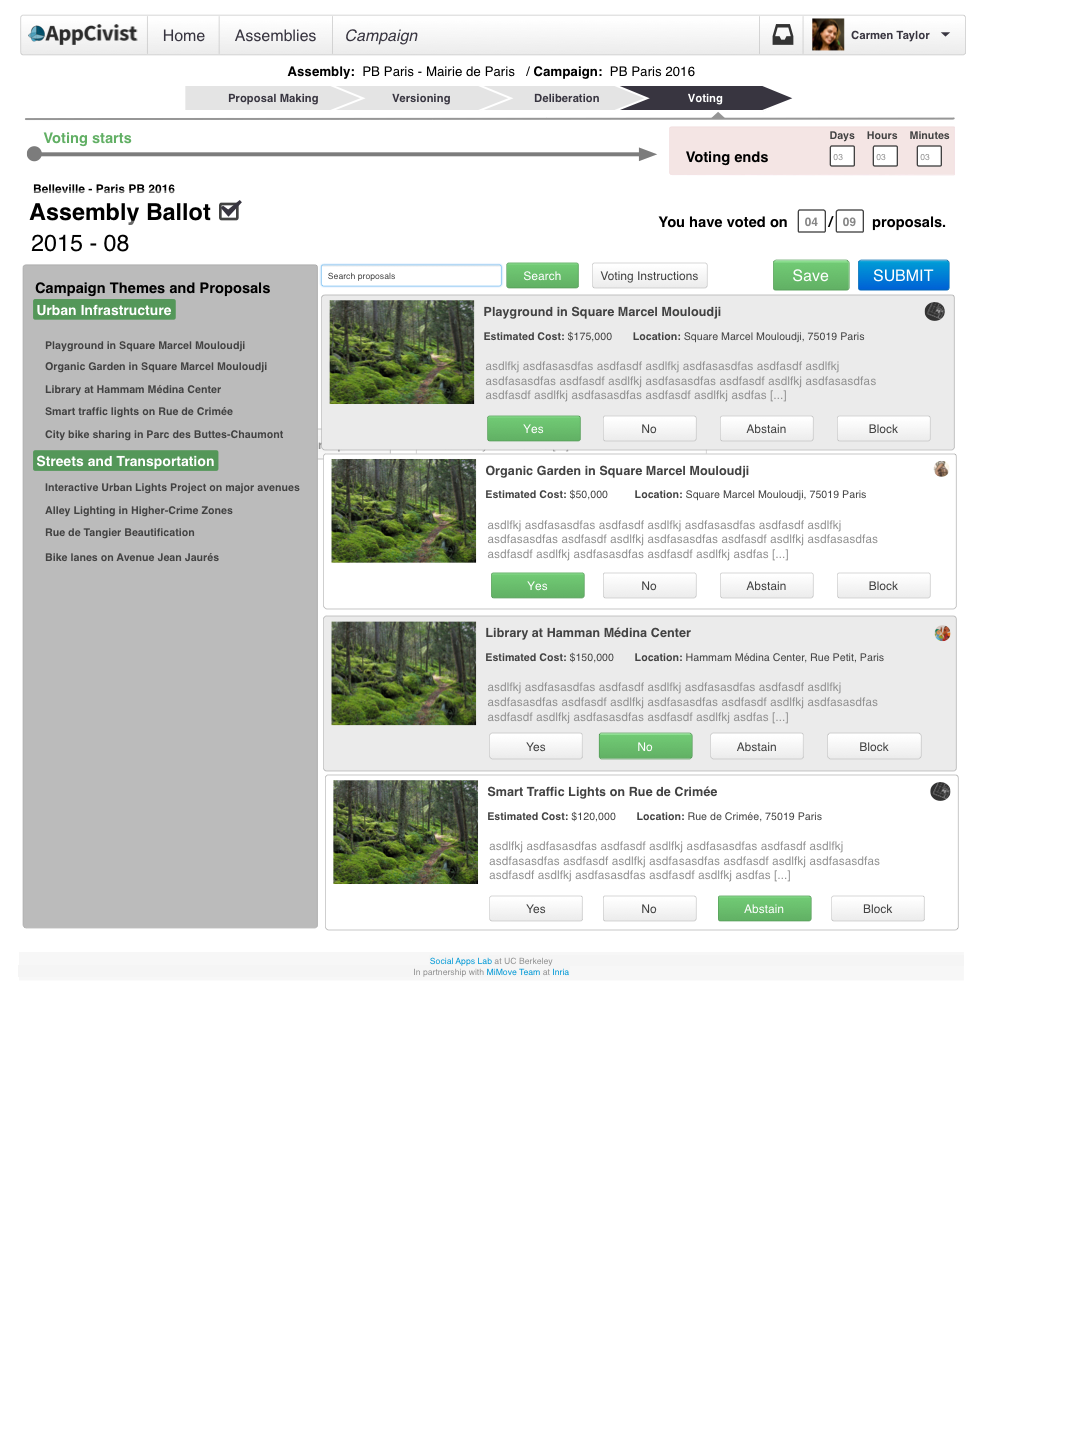 AppCivist Home Assemblies Campaign Carmen Taylor
Assembly: PB Paris - Mairie de Paris / Campaign: PB Paris 2016
Proposal Making Versioning Deliberation Voting
Voting starts
Days Hours Minutes
Voting ends 03 03 03
Belleville - Paris PB 2016
Assembly Ballot
2015 - 08
You have voted on 04 / 09 proposals.
Campaign Themes and Proposals
Urban Infrastructure
Playground in Square Marcel Mouloudji
Organic Garden in Square Marcel Mouloudji
Library at Hammam Médina Center
Smart traffic lights on Rue de Crimée
City bike sharing in Parc des Buttes-Chaumont
Streets and Transportation
Interactive Urban Lights Project on major avenues
Alley Lighting in Higher-Crime Zones
Rue de Tangier Beautification
Bike lanes on Avenue Jean Jaurés
Search proposals Search Voting Instructions Save SUBMIT
Playground in Square Marcel Mouloudji
Estimated Cost: $175,000 Location: Square Marcel Mouloudji, 75019 Paris
asdlfkj asdfasasdfas asdfasdf asdlfkj asdfasasdfas asdfasdf asdlfkj
asdfasasdfas asdfasdf asdlfkj asdfasasdfas asdfasdf asdlfkj asdfasasdfas
asdfasdf asdlfkj asdfasasdfas asdfasdf asdlfkj asdfas [...]
Yes No Abstain Block
Organic Garden in Square Marcel Mouloudji
Estimated Cost: $50,000 Location: Square Marcel Mouloudji, 75019 Paris
asdlfkj asdfasasdfas asdfasdf asdlfkj asdfasasdfas asdfasdf asdlfkj
asdfasasdfas asdfasdf asdlfkj asdfasasdfas asdfasdf asdlfkj asdfasasdfas
asdfasdf asdlfkj asdfasasdfas asdfasdf asdlfkj asdfas [...]
Yes No Abstain Block
Library at Hamman Médina Center
Estimated Cost: $150,000 Location: Hammam Médina Center, Rue Petit, Paris
asdlfkj asdfasasdfas asdfasdf asdlfkj asdfasasdfas asdfasdf asdlfkj
asdfasasdfas asdfasdf asdlfkj asdfasasdfas asdfasdf asdlfkj asdfasasdfas
asdfasdf asdlfkj asdfasasdfas asdfasdf asdlfkj asdfas [...]
Yes No Abstain Block
Smart Traffic Lights on Rue de Crimée
Estimated Cost: $120,000 Location: Rue de Crimée, 75019 Paris
asdlfkj asdfasasdfas asdfasdf asdlfkj asdfasasdfas asdfasdf asdlfkj
asdfasasdfas asdfasdf asdlfkj asdfasasdfas asdfasdf asdlfkj asdfasasdfas
asdfasdf asdlfkj asdfasasdfas asdfasdf asdlfkj asdfas [...]
Yes No Abstain Block
Social Apps Lab at UC Berkeley
In partnership with MiMove Team at Inria